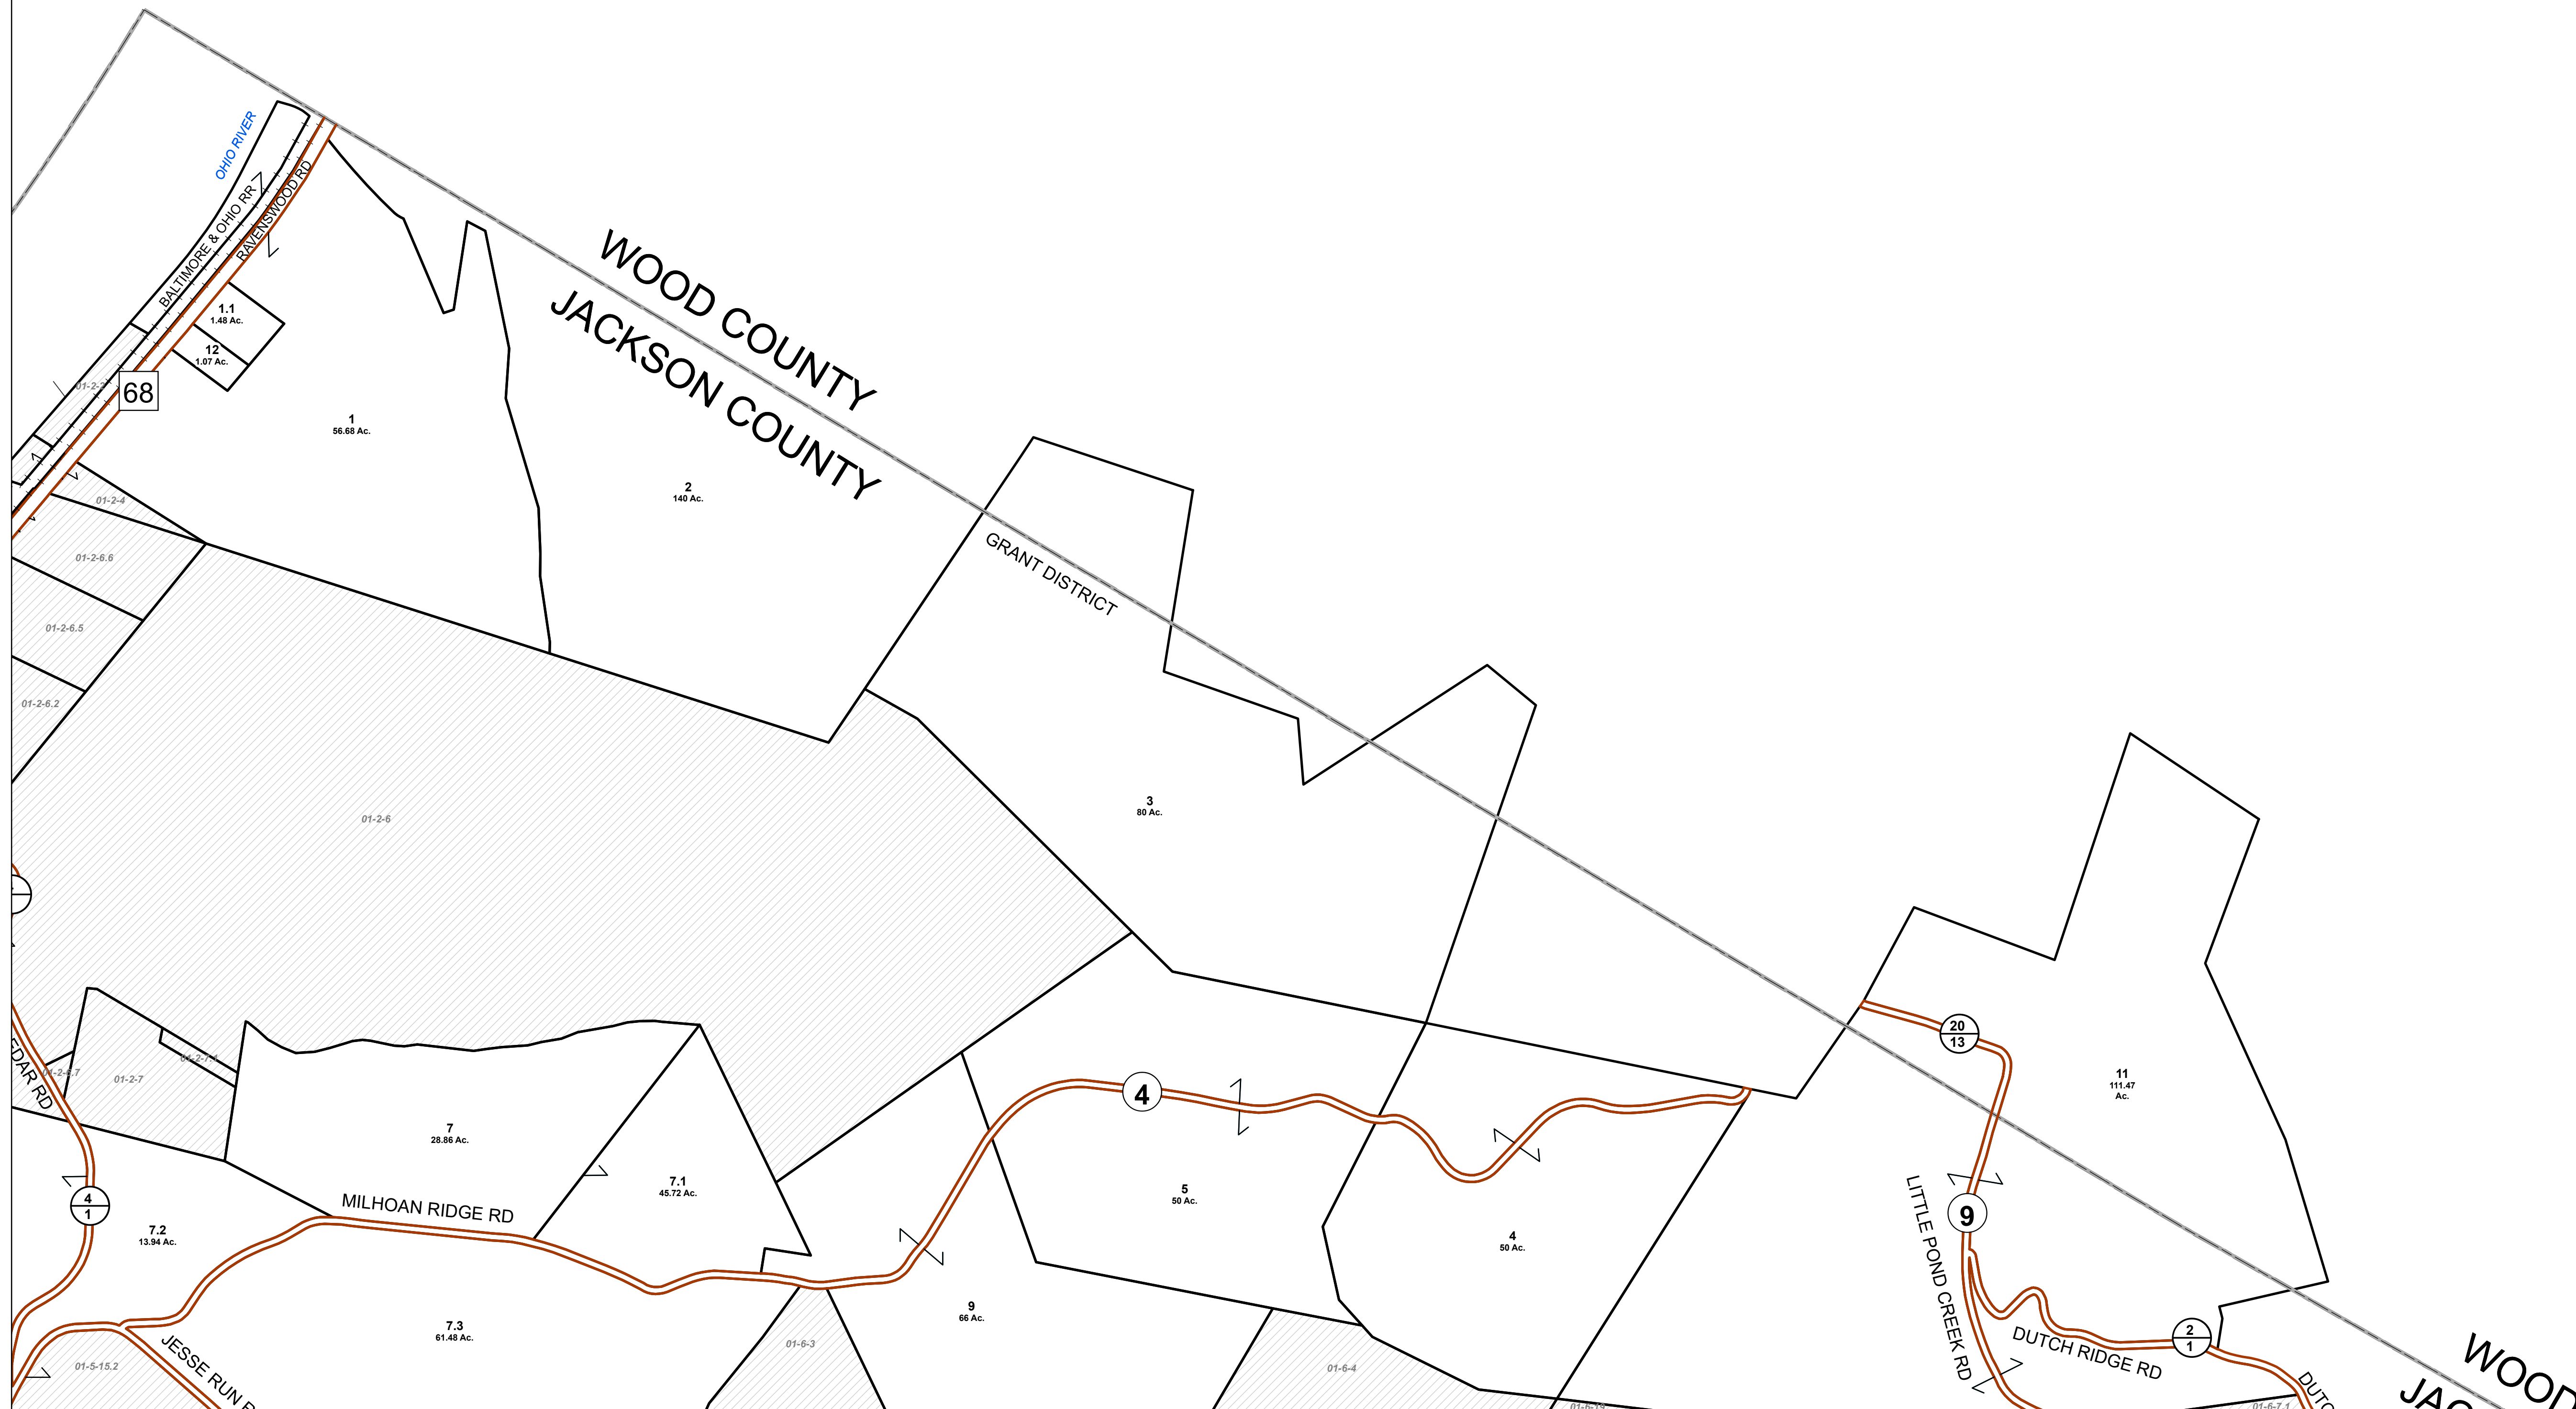 OHIO RIVER
BALTIMORE & OHIO RR
RAVENSWOOD RD
1.1
1.48 Ac.
12
1.07 Ac.
68
01-2-4
01-2-6.6
01-2-6.5
01-2-6.2
1
56.68 Ac.
2
140 Ac.
WOOD COUNTY
JACKSON COUNTY
GRANT DISTRICT
3
80 Ac.
01-2-6
01-2-7
7
28.86 Ac.
7.1
45.72 Ac.
MILHOAN RIDGE RD
4
1
7.2
13.94 Ac.
7.3
61.48 Ac.
01-5-15.2
JESSE RUN
01-6-3
9
66 Ac.
4
5
50 Ac.
4
50 Ac.
01-6-4
20
13
11
111.47
Ac.
9
LITTLE POND CREEK RD
DUTCH RIDGE RD
2
1
01-6-7.1